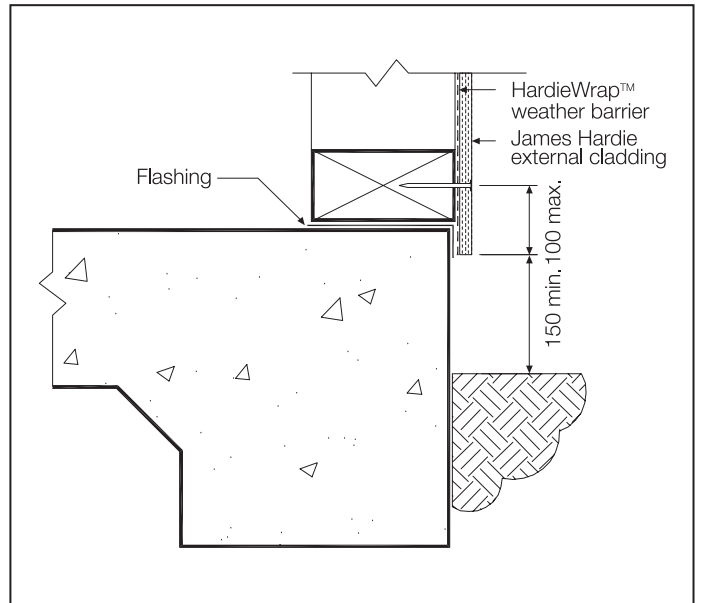 HardieWrap™
weather barrier
James Hardie
external cladding
Flashing
100 max.
150 min.